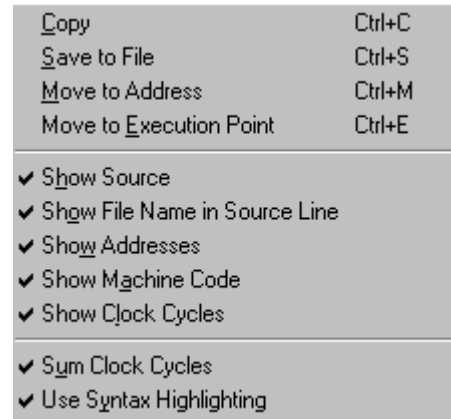 Copy Ctrl+C
Save to File Ctrl+S
Move to Address Ctrl+M
Move to Execution Point Ctrl+E
Show Source
Show File Name in Source Line
Show Addresses
Show Machine Code
Show Clock Cycles
Sum Clock Cycles
Use Syntax Highlighting